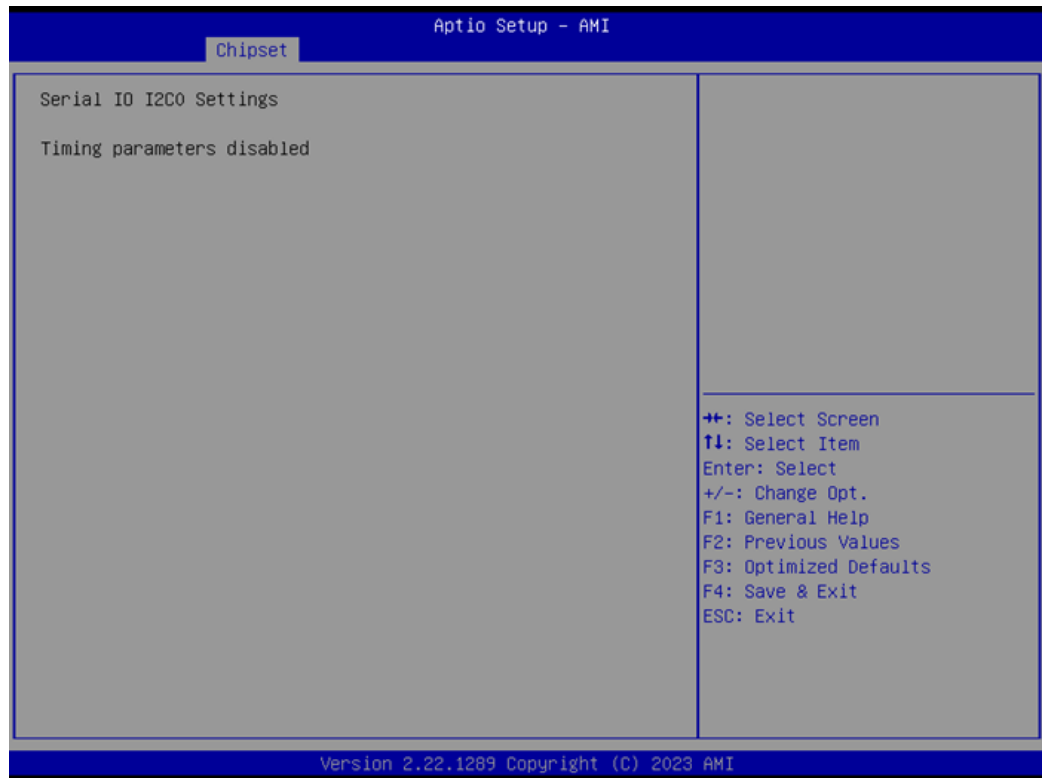 Aptio Setup – AMI
Chipset
Serial IO I2C0 Settings
Timing parameters disabled
→←: Select Screen
↑↓: Select Item
Enter: Select
+/-: Change Opt.
F1: General Help
F2: Previous Values
F3: Optimized Defaults
F4: Save & Exit
ESC: Exit
Version 2.22.1289 Copyright (C) 2023 AMI